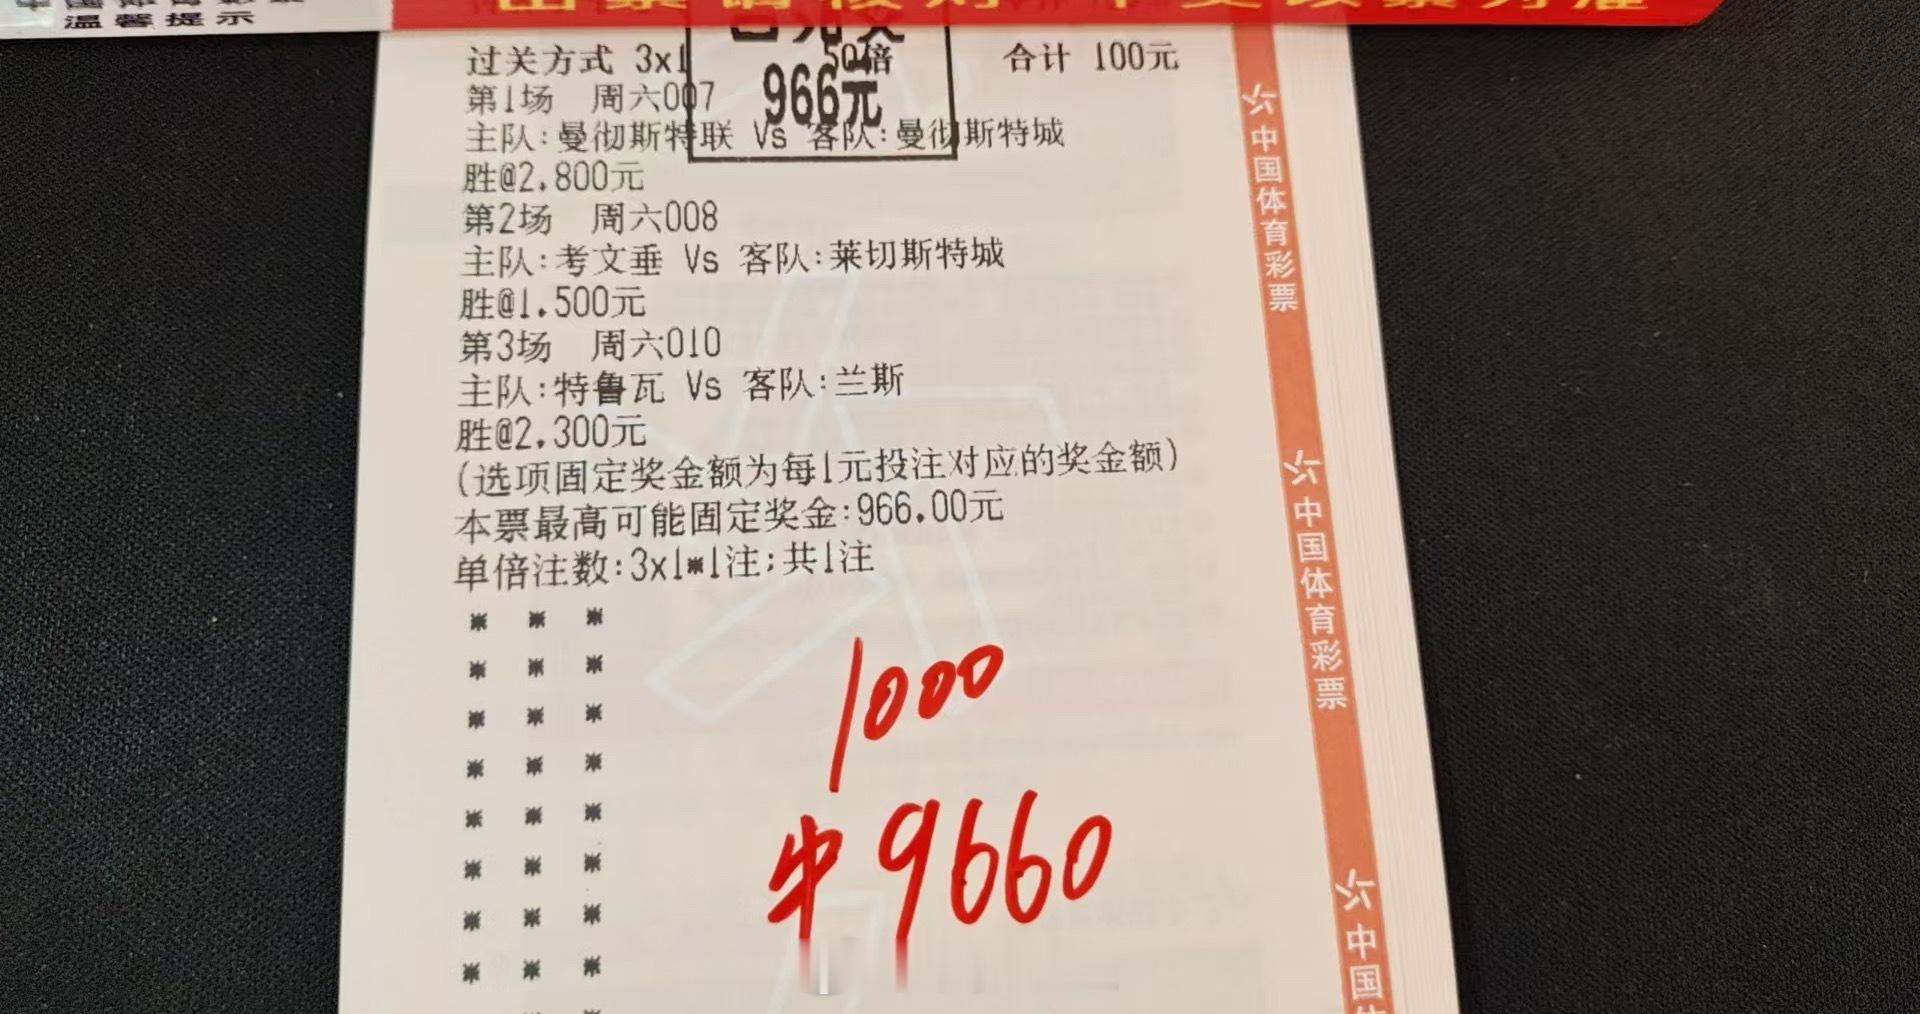 温馨提示
过关方式 3x1 50倍 合计 100元
966元
第1场 周六007
主队:曼彻斯特联 Vs 客队:曼彻斯特城
胜@2.800元
第2场 周六008
主队:考文垂 Vs 客队:莱切斯特城
胜@1.500元
第3场 周六010
主队:特鲁瓦 Vs 客队:兰斯
胜@2.300元
(选项固定奖金额为每1元投注对应的奖金额)
本票最高可能固定奖金:966.00元
单倍注数:3x1*1注;共1注
1000
中9660
中国体育彩票
中国体育彩票
中国